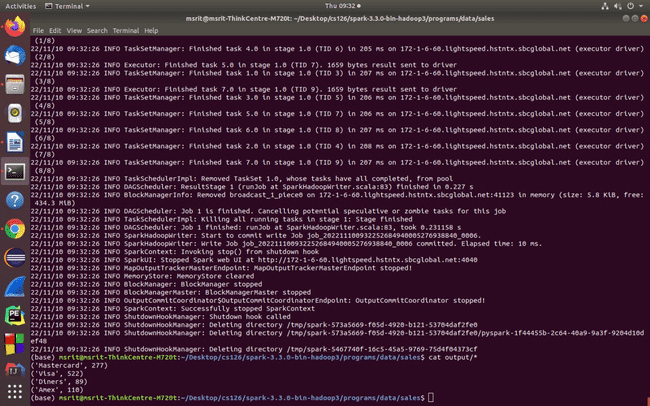 Activities
Terminal
Thu 09:32
msrit@msrit-ThinkCentre-M720t: ~/Desktop/cs126/spark-3.3.0-bin-hadoop3/programs/data/sales
File Edit View Search Terminal Help
(1/8)
22/11/10 09:32:26 INFO TaskSetManager: Finished task 4.0 in stage 1.0 (TID 6) in 205 ms on 172-1-6-60.lightspeed.hstntx.sbcglobal.net (executor driver)
(2/8)
22/11/10 09:32:26 INFO Executor: Finished task 5.0 in stage 1.0 (TID 7). 1659 bytes result sent to driver
22/11/10 09:32:26 INFO TaskSetManager: Finished task 1.0 in stage 1.0 (TID 3) in 207 ms on 172-1-6-60.lightspeed.hstntx.sbcglobal.net (executor driver)
(3/8)
22/11/10 09:32:26 INFO Executor: Finished task 7.0 in stage 1.0 (TID 9). 1659 bytes result sent to driver
22/11/10 09:32:26 INFO TaskSetManager: Finished task 3.0 in stage 1.0 (TID 5) in 206 ms on 172-1-6-60.lightspeed.hstntx.sbcglobal.net (executor driver)
(4/8)
22/11/10 09:32:26 INFO TaskSetManager: Finished task 5.0 in stage 1.0 (TID 7) in 206 ms on 172-1-6-60.lightspeed.hstntx.sbcglobal.net (executor driver)
(5/8)
22/11/10 09:32:26 INFO TaskSetManager: Finished task 6.0 in stage 1.0 (TID 8) in 207 ms on 172-1-6-60.lightspeed.hstntx.sbcglobal.net (executor driver)
(6/8)
22/11/10 09:32:26 INFO TaskSetManager: Finished task 2.0 in stage 1.0 (TID 4) in 208 ms on 172-1-6-60.lightspeed.hstntx.sbcglobal.net (executor driver)
(7/8)
22/11/10 09:32:26 INFO TaskSetManager: Finished task 7.0 in stage 1.0 (TID 9) in 207 ms on 172-1-6-60.lightspeed.hstntx.sbcglobal.net (executor driver)
(8/8)
22/11/10 09:32:26 INFO TaskSchedulerImpl: Removed TaskSet 1.0, whose tasks have all completed, from pool
22/11/10 09:32:26 INFO DAGScheduler: ResultStage 1 (runJob at SparkHadoopWriter.scala:83) finished in 0.227 s
22/11/10 09:32:26 INFO BlockManagerInfo: Removed broadcast_1_piece0 on 172-1-6-60.lightspeed.hstntx.sbcglobal.net:41123 in memory (size: 5.8 KiB, free:
434.3 MiB)
22/11/10 09:32:26 INFO DAGScheduler: Job 1 is finished. Cancelling potential speculative or zombie tasks for this job
22/11/10 09:32:26 INFO TaskSchedulerImpl: Killing all running tasks in stage 1: Stage finished
22/11/10 09:32:26 INFO DAGScheduler: Job 1 finished: runJob at SparkHadoopWriter.scala:83, took 0.231158 s
22/11/10 09:32:26 INFO SparkHadoopWriter: Start to commit write Job job_202211100932252684940005276938840_0006.
22/11/10 09:32:26 INFO SparkHadoopWriter: Write Job job_202211100932252684940005276938840_0006 committed. Elapsed time: 10 ms.
22/11/10 09:32:26 INFO SparkContext: Invoking stop() from shutdown hook
22/11/10 09:32:26 INFO SparkUI: Stopped Spark web UI at http://172-1-6-60.lightspeed.hstntx.sbcglobal.net:4040
22/11/10 09:32:26 INFO MapOutputTrackerMasterEndpoint: MapOutputTrackerMasterEndpoint stopped!
22/11/10 09:32:26 INFO MemoryStore: MemoryStore cleared
22/11/10 09:32:26 INFO BlockManager: BlockManager stopped
22/11/10 09:32:26 INFO BlockManagerMaster: BlockManagerMaster stopped
22/11/10 09:32:26 INFO OutputCommitCoordinator$OutputCommitCoordinatorEndpoint: OutputCommitCoordinator stopped!
22/11/10 09:32:26 INFO SparkContext: Successfully stopped SparkContext
22/11/10 09:32:26 INFO ShutdownHookManager: Shutdown hook called
22/11/10 09:32:26 INFO ShutdownHookManager: Deleting directory /tmp/spark-573a5669-f05d-4920-b121-53704daf2fe0
22/11/10 09:32:26 INFO ShutdownHookManager: Deleting directory /tmp/spark-573a5669-f05d-4920-b121-53704daf2fe0/pyspark-1f44455b-2c64-40a9-9a3f-9204d10d
ef48
22/11/10 09:32:26 INFO ShutdownHookManager: Deleting directory /tmp/spark-5467740f-16c5-45a5-9769-75d4f04373cf
(base) msrit@msrit-ThinkCentre-M720t:~/Desktop/cs126/spark-3.3.0-bin-hadoop3/programs/data/sales$ cat output/*
('Mastercard', 277)
('Visa', 522)
('Diners', 89)
('Amex', 110)
(base) msrit@msrit-ThinkCentre-M720t:~/Desktop/cs126/spark-3.3.0-bin-hadoop3/programs/data/sales$